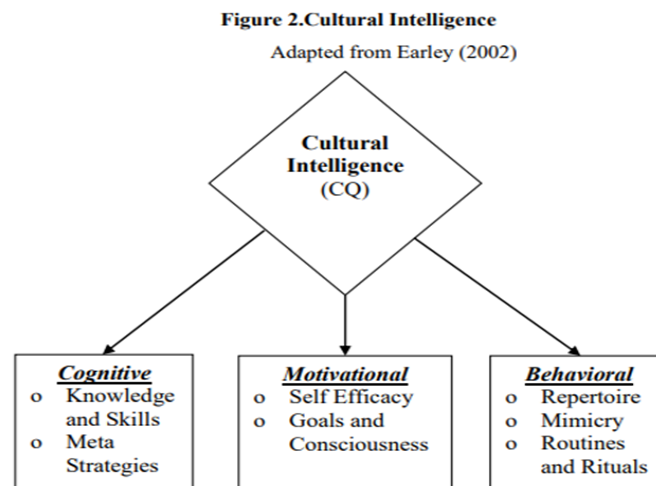 Figure 2.Cultural Intelligence
Adapted from Earley (2002)
Cultural
Intelligence
(CQ)
Cognitive
o Knowledge
and Skills
o Meta
Strategies
Motivational
o Self Efficacy
o Goals and
Consciousness
Behavioral
o Repertoire
o Mimicry
o Routines
and Rituals